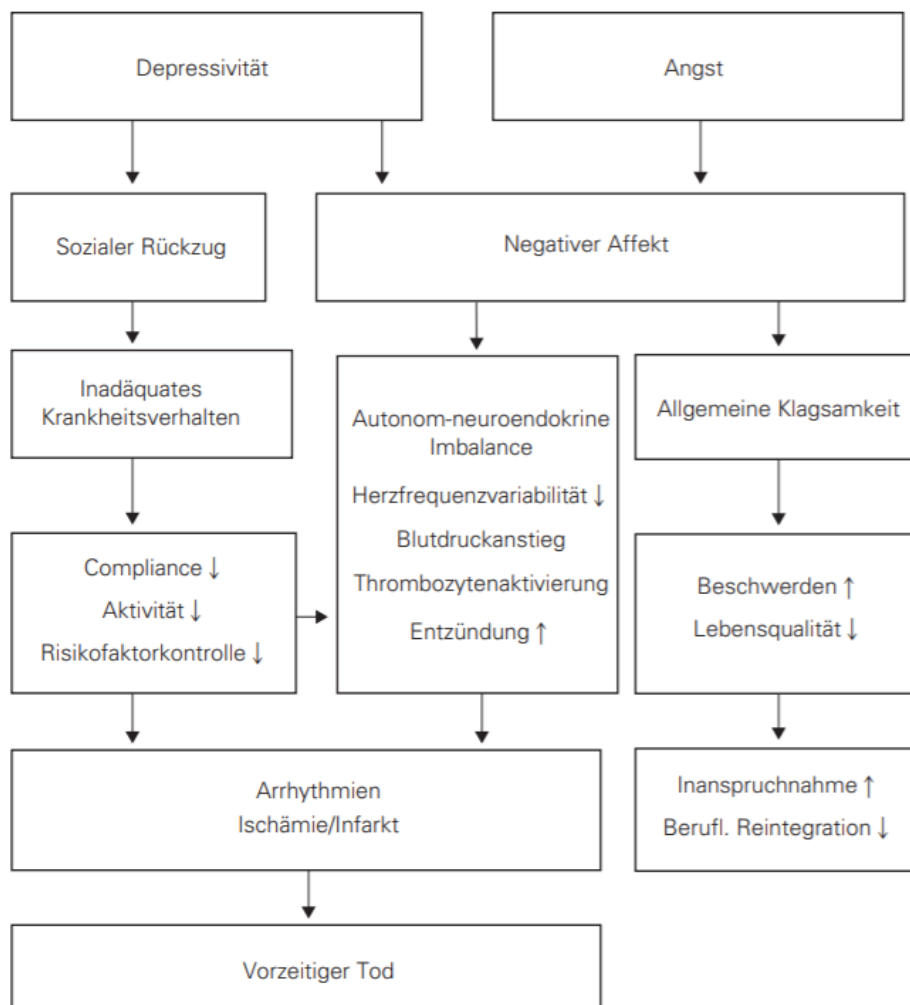 Depressivität
Angst
Sozialer Rückzug
Negativer Affekt
Inadäquates
Krankheitsverhalten
Autonom-neuroendokrine
Imbalance
Herzfrequenzvariabilität ↓
Blutdruckanstieg
Thrombozytenaktivierung
Entzündung ↑
Allgemeine Klagsamkeit
Compliance ↓
Aktivität ↓
Risikofaktorkontrolle ↓
Beschwerden ↑
Lebensqualität ↓
Arrhythmien
Ischämie/Infarkt
Inanspruchnahme ↑
Berufl. Reintegration ↓
Vorzeitiger Tod